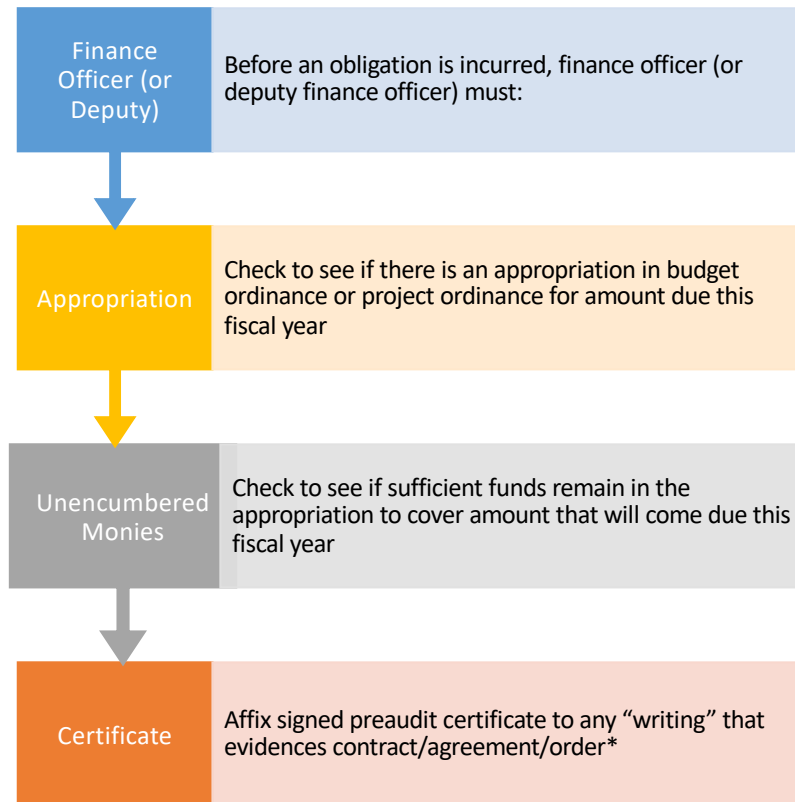 Finance
Officer (or
Deputy)
Before an obligation is incurred, finance officer (or
deputy finance officer) must:
Appropriation
Check to see if there is an appropriation in budget
ordinance or project ordinance for amount due this
fiscal year
Unencumbered
Monies
Check to see if sufficient funds remain in the
appropriation to cover amount that will come due this
fiscal year
Certificate
Affix signed preaudit certificate to any “writing” that
evidences contract/agreement/order*